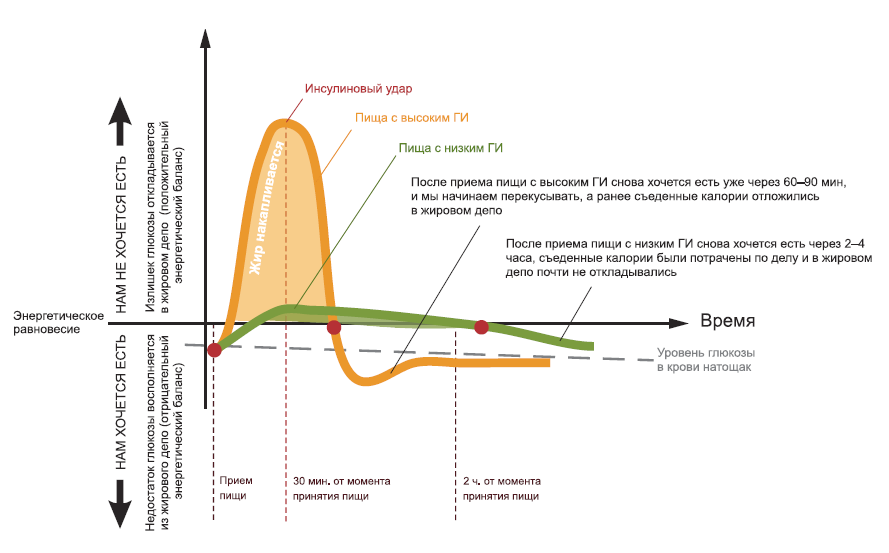 Инсулиновый удар
Пища с высоким ГИ
Пища с низким ГИ
После приема пищи с высоким ГИ снова хочется есть уже через 60–90 мин,
и мы начинаем перекусывать, а ранее съеденные калории отложились
в жировом депо
После приема пищи с низким ГИ снова хочется есть через 2–4
часа, съеденные калории были потрачены по делу и в жировом
депо почти не откладывались
НАМ НЕ ХОЧЕТСЯ ЕСТЬ
Излишек глюкозы откладывается
в жировом депо (положительный
энергетический баланс)
Жир накапливается
Энергетическое
равновесие
Время
Уровень глюкозы
в крови натощак
НАМ ХОЧЕТСЯ ЕСТЬ
Недостаток глюкозы восполняется
из жирового депо (отрицательный
энергетический баланс)
Прием
пищи
30 мин. от момента
принятия пищи
2 ч. от момента
принятия пищи